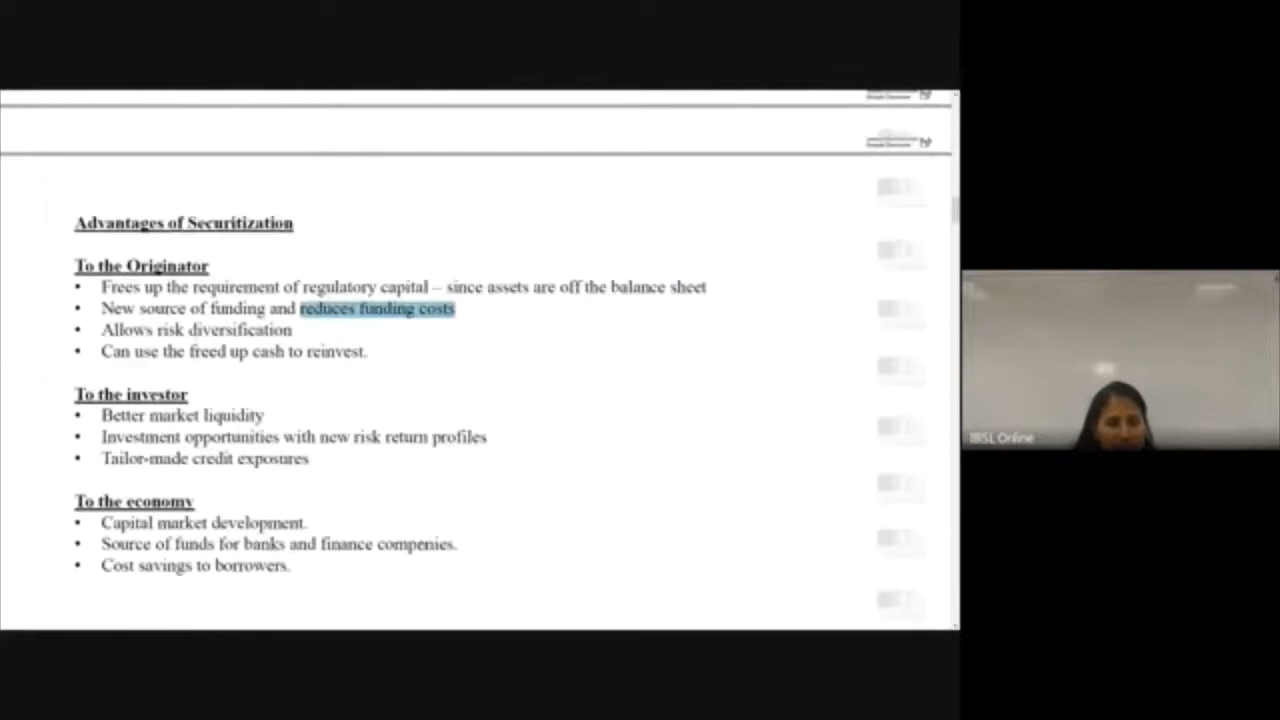 Advantages of Securitization
To the Originator
• Frees up the requirement of regulatory capital – since assets are off the balance sheet
• New source of funding and reduces funding costs
• Allows risk diversification
• Can use the freed up cash to reinvest.
To the investor
• Better market liquidity
• Investment opportunities with new risk return profiles
• Tailor-made credit exposures
To the economy
• Capital market development.
• Source of funds for banks and finance companies.
• Cost savings to borrowers.
IBSL Online